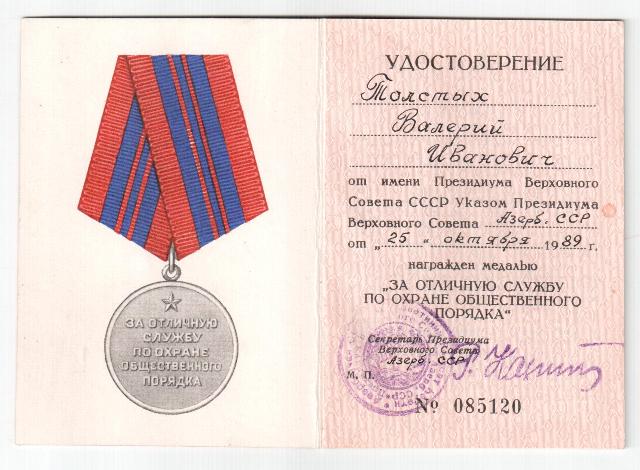 ЗА ОТЛИЧНУЮ
СЛУЖБУ
ПО ОХРАНЕ
ОБЩЕСТВЕННОГО
ПОРЯДКА
УДОСТОВЕРЕНИЕ
Толстых
Валерий
Иванович
от имени Президиума Верховного
Совета СССР Указом Президиума
Верховного Совета Азерб. ССР
от „25“ октября 1989 г.
награжден медалью
„ЗА ОТЛИЧНУЮ СЛУЖБУ
ПО ОХРАНЕ ОБЩЕСТВЕННОГО
ПОРЯДКА“
Секретарь Президиума
Верховного Совета
Азерб. ССР
М. П.
№ 085120